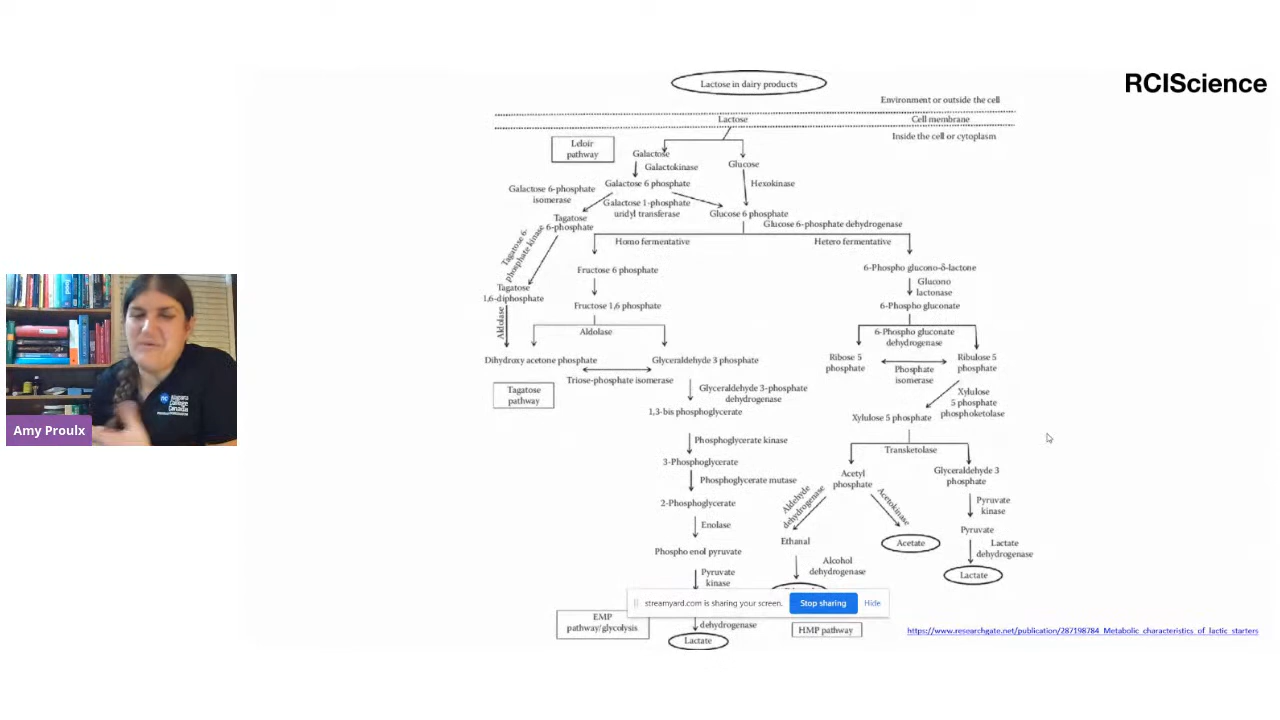 RCIScience
Lactose in dairy products
Environment or outside the cell
Lactose
Cell membrane
Inside the cell or cytoplasm
Leloir
pathway
Galactose
Galactokinase
Glucose
Galactose 6 phosphate
Hexokinase
Galactose 6-phosphate
isomerase
Galactose 1-phosphate
uridyl transferase
Glucose 6 phosphate
Tagatose
6-phosphate
Glucose 6-phosphate dehydrogenase
Tagatose 6-
phosphate kinase
Homo fermentative
Hetero fermentative
Fructose 6 phosphate
6-Phospho glucono-δ-lactone
Glucono
lactonase
Tagatose
1,6-diphosphate
Fructose 1,6 phosphate
6-Phospho gluconate
Aldolase
Aldolase
6-Phospho gluconate
dehydrogenase
Dihydroxy acetone phosphate
Glyceraldehyde 3 phosphate
Ribose 5
phosphate
Ribulose 5
phosphate
Triose-phosphate isomerase
Phosphate
isomerase
Tagatose
pathway
Glyceraldehyde 3-phosphate
dehydrogenase
Xylulose
5 phosphate
phosphoketolase
1,3-bis phosphoglycerate
Xylulose 5 phosphate
Phosphoglycerate kinase
Transketolase
3-Phosphoglycerate
Acetyl
phosphate
Glyceraldehyde 3
phosphate
Phosphoglycerate mutase
Aldehyde
dehydrogenase
Acetokinase
2-Phosphoglycerate
Pyruvate
kinase
Enolase
Ethanal
Acetate
Pyruvate
Phospho enol pyruvate
Lactate
dehydrogenase
Alcohol
dehydrogenase
Pyruvate
kinase
Lactate
streamyard.com is sharing your screen.
Stop sharing
Hide
EMP
pathway/glycolysis
dehydrogenase
HMP pathway
Lactate
https://www.researchgate.net/publication/287198784_Metabolic_characteristics_of_lactic_starters
Niagara
College
Canada
Amy Proulx